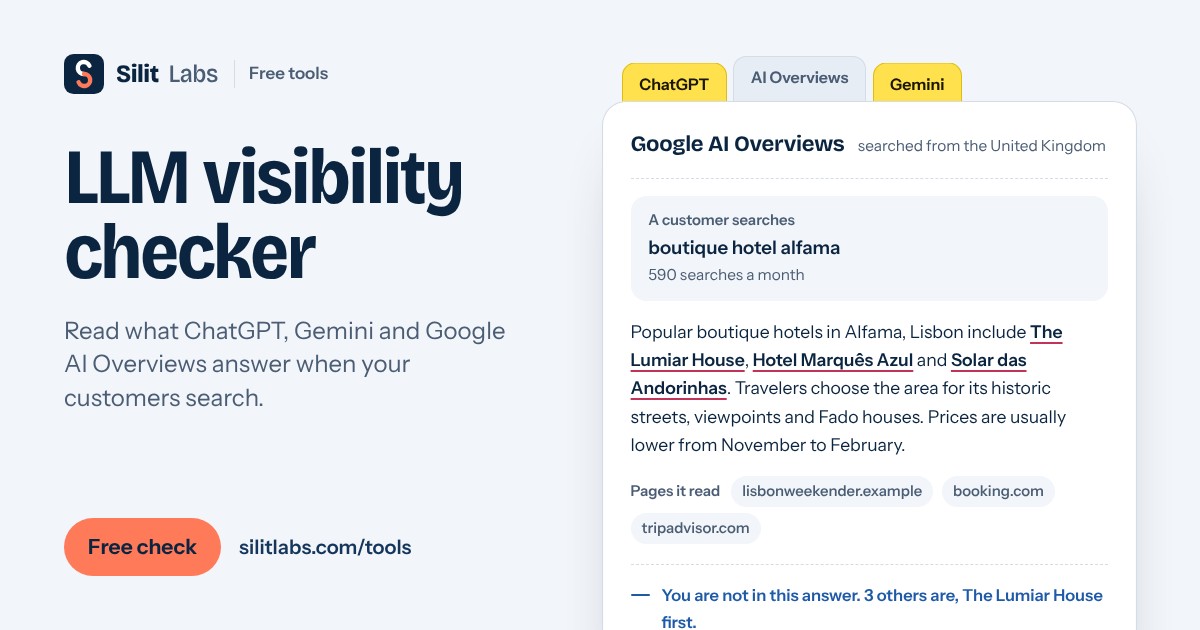 Silit Labs Free tools
LLM visibility
checker
Read what ChatGPT, Gemini and Google
AI Overviews answer when your
customers search.
Free check silitlabs.com/tools
ChatGPT AI Overviews Gemini
Google AI Overviews searched from the United Kingdom
A customer searches
boutique hotel alfama
590 searches a month
Popular boutique hotels in Alfama, Lisbon include The
Lumiar House, Hotel Marquês Azul and Solar das
Andorinhas. Travelers choose the area for its historic
streets, viewpoints and Fado houses. Prices are usually
lower from November to February.
Pages it read lisbonweekender.example booking.com
tripadvisor.com
— You are not in this answer. 3 others are, The Lumiar House
first.